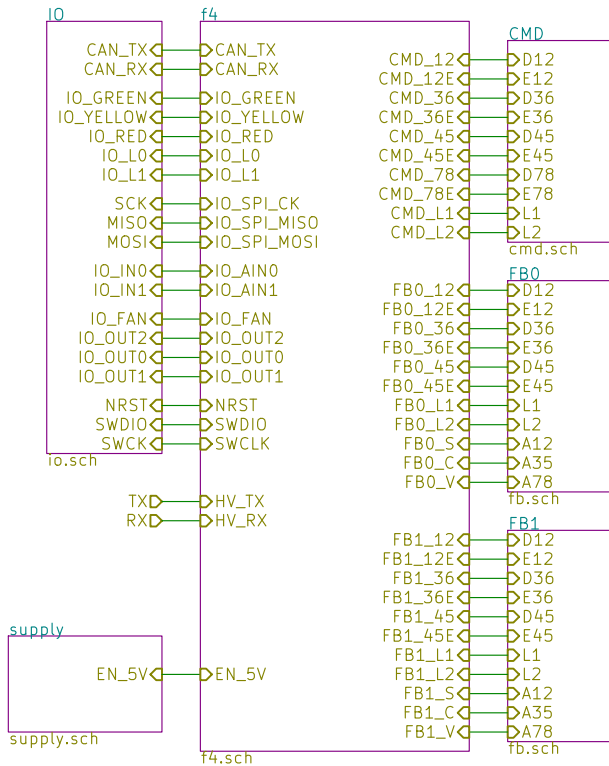 IO
CAN_TX
CAN_RX
IO_GREEN
IO_YELLOW
IO_RED
IO_L0
IO_L1
SCK
MISO
MOSI
IO_IN0
IO_IN1
IO_FAN
IO_OUT2
IO_OUT0
IO_OUT1
NRST
SWDIO
SWCK
io.sch
TX
RX
supply
EN_5V
supply.sch
f4
CAN_TX
CAN_RX
IO_GREEN
IO_YELLOW
IO_RED
IO_L0
IO_L1
IO_SPI_CK
IO_SPI_MISO
IO_SPI_MOSI
IO_AIN0
IO_AIN1
IO_FAN
IO_OUT2
IO_OUT0
IO_OUT1
NRST
SWDIO
SWCLK
HV_TX
HV_RX
EN_5V
CMD_12
CMD_12E
CMD_36
CMD_36E
CMD_45
CMD_45E
CMD_78
CMD_78E
CMD_L1
CMD_L2
FB0_12
FB0_12E
FB0_36
FB0_36E
FB0_45
FB0_45E
FB0_L1
FB0_L2
FB0_S
FB0_C
FB0_V
FB1_12
FB1_12E
FB1_36
FB1_36E
FB1_45
FB1_45E
FB1_L1
FB1_L2
FB1_S
FB1_C
FB1_V
f4.sch
CMD
D12
E12
D36
E36
D45
E45
D78
E78
L1
L2
cmd.sch
FB0
D12
E12
D36
E36
D45
E45
L1
L2
A12
A35
A78
fb.sch
FB1
D12
E12
D36
E36
D45
E45
L1
L2
A12
A35
A78
fb.sch